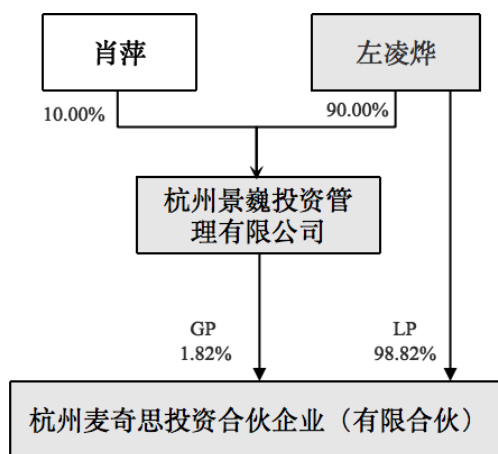 肖萍
左凌烨
10.00%
90.00%
杭州景巍投资管
理有限公司
GP
1.82%
LP
98.82%
杭州麦奇思投资合伙企业（有限合伙）